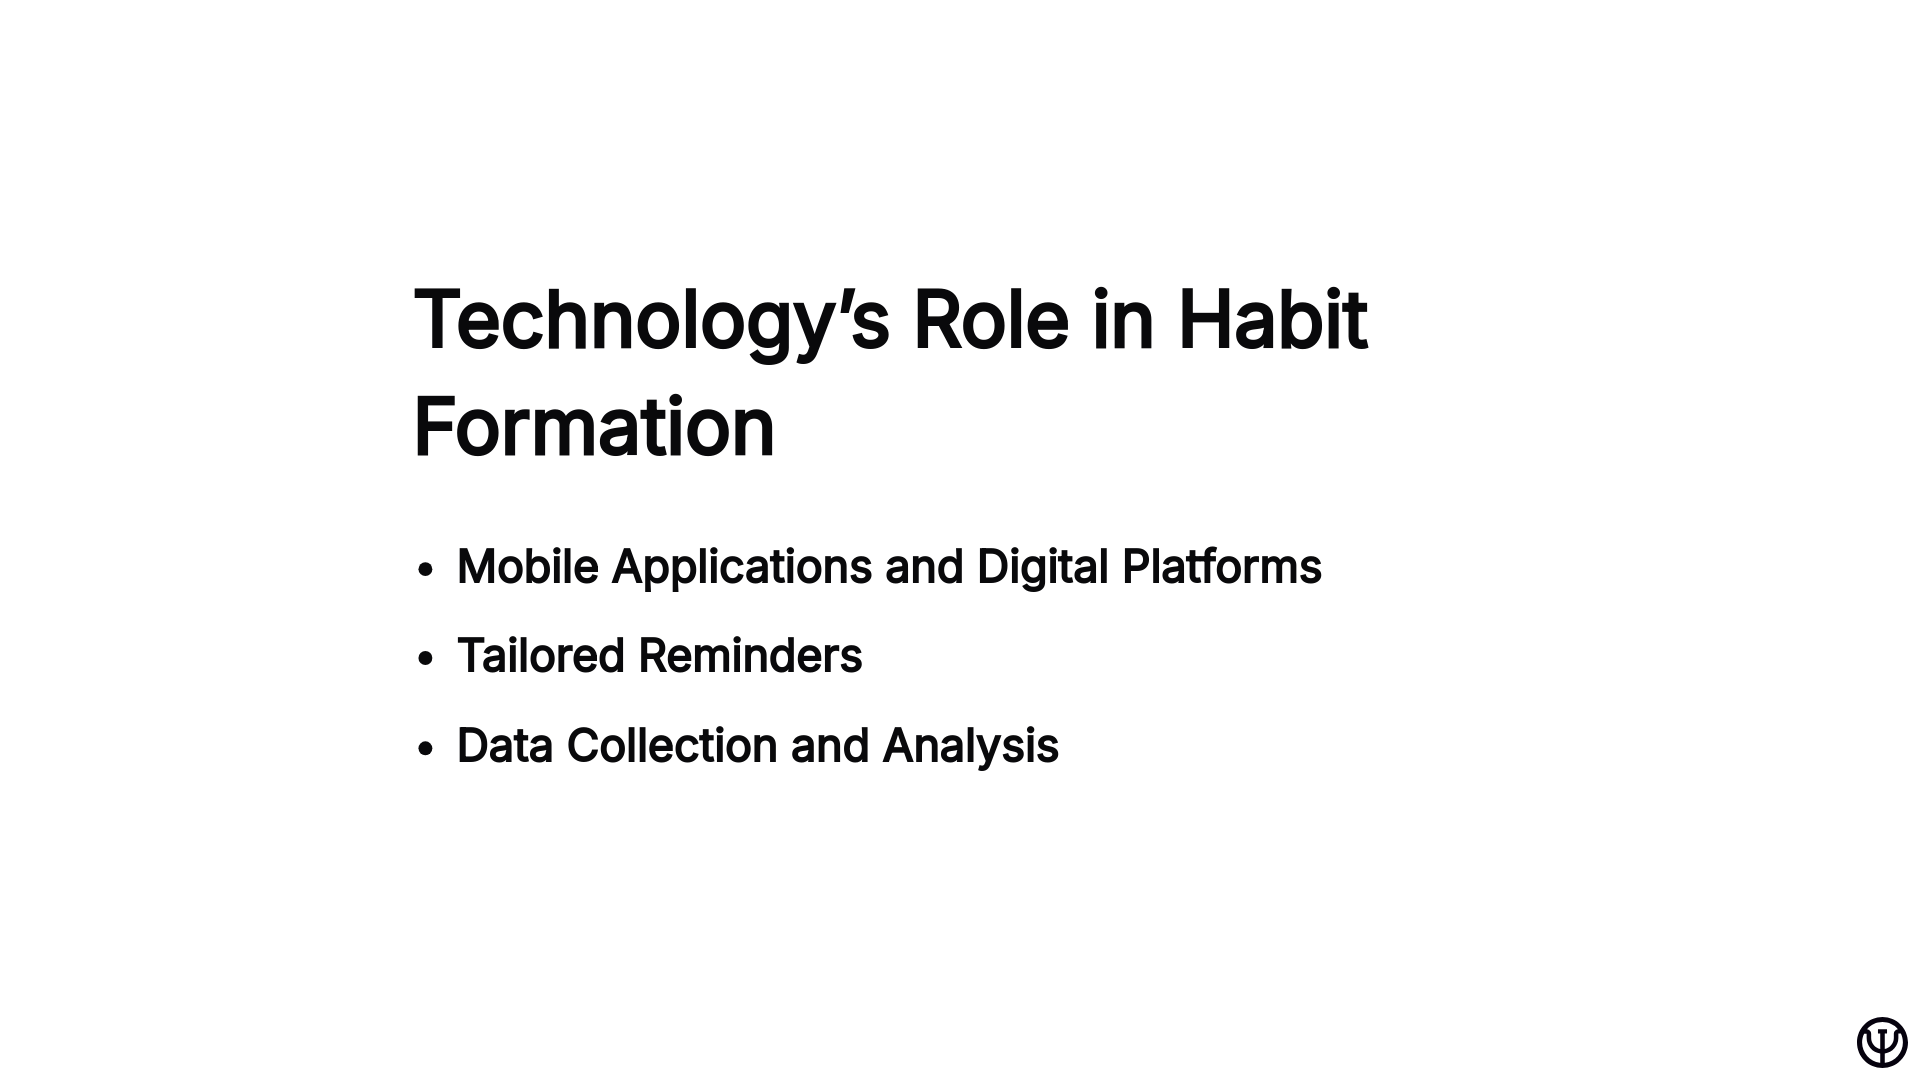 Technology’s Role in Habit
Formation
• Mobile Applications and Digital Platforms
• Tailored Reminders
• Data Collection and Analysis